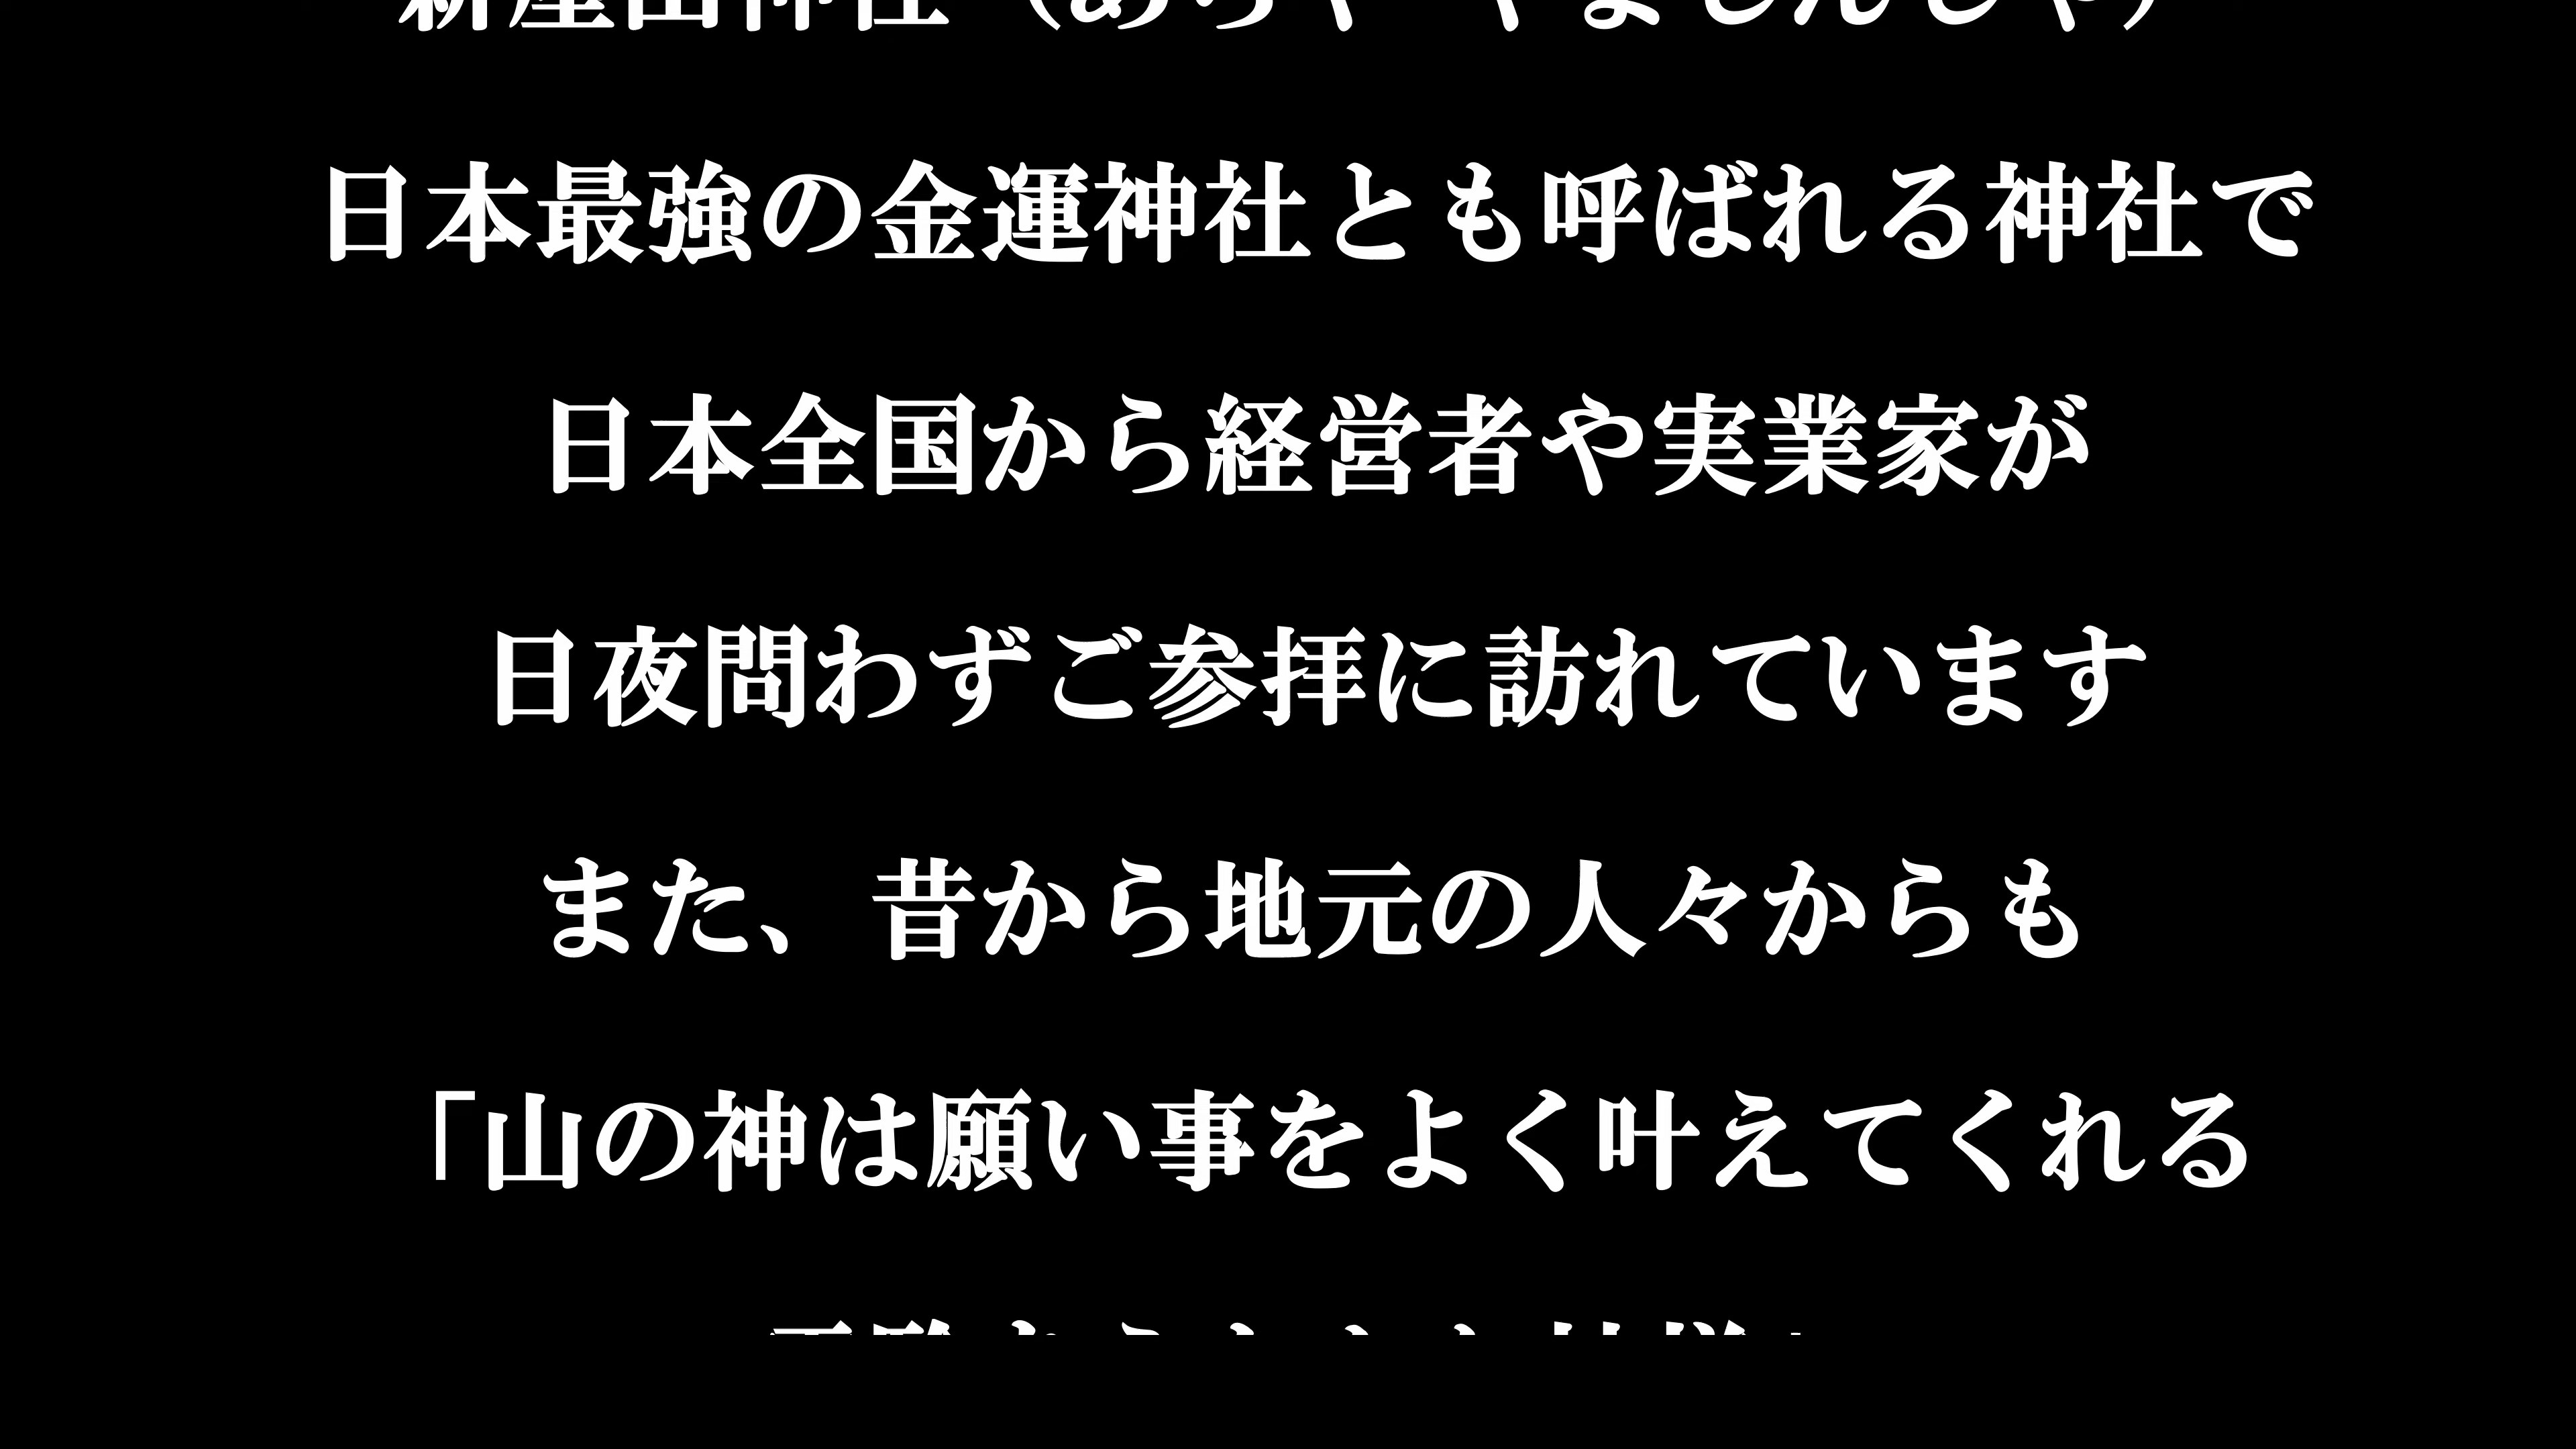 日本最強の金運神社とも呼ばれる神社で
日本全国から経営者や実業家が
日夜問わずご参拝に訪れています
また、昔から地元の人々からも
「山の神は願い事をよく叶えてくれる